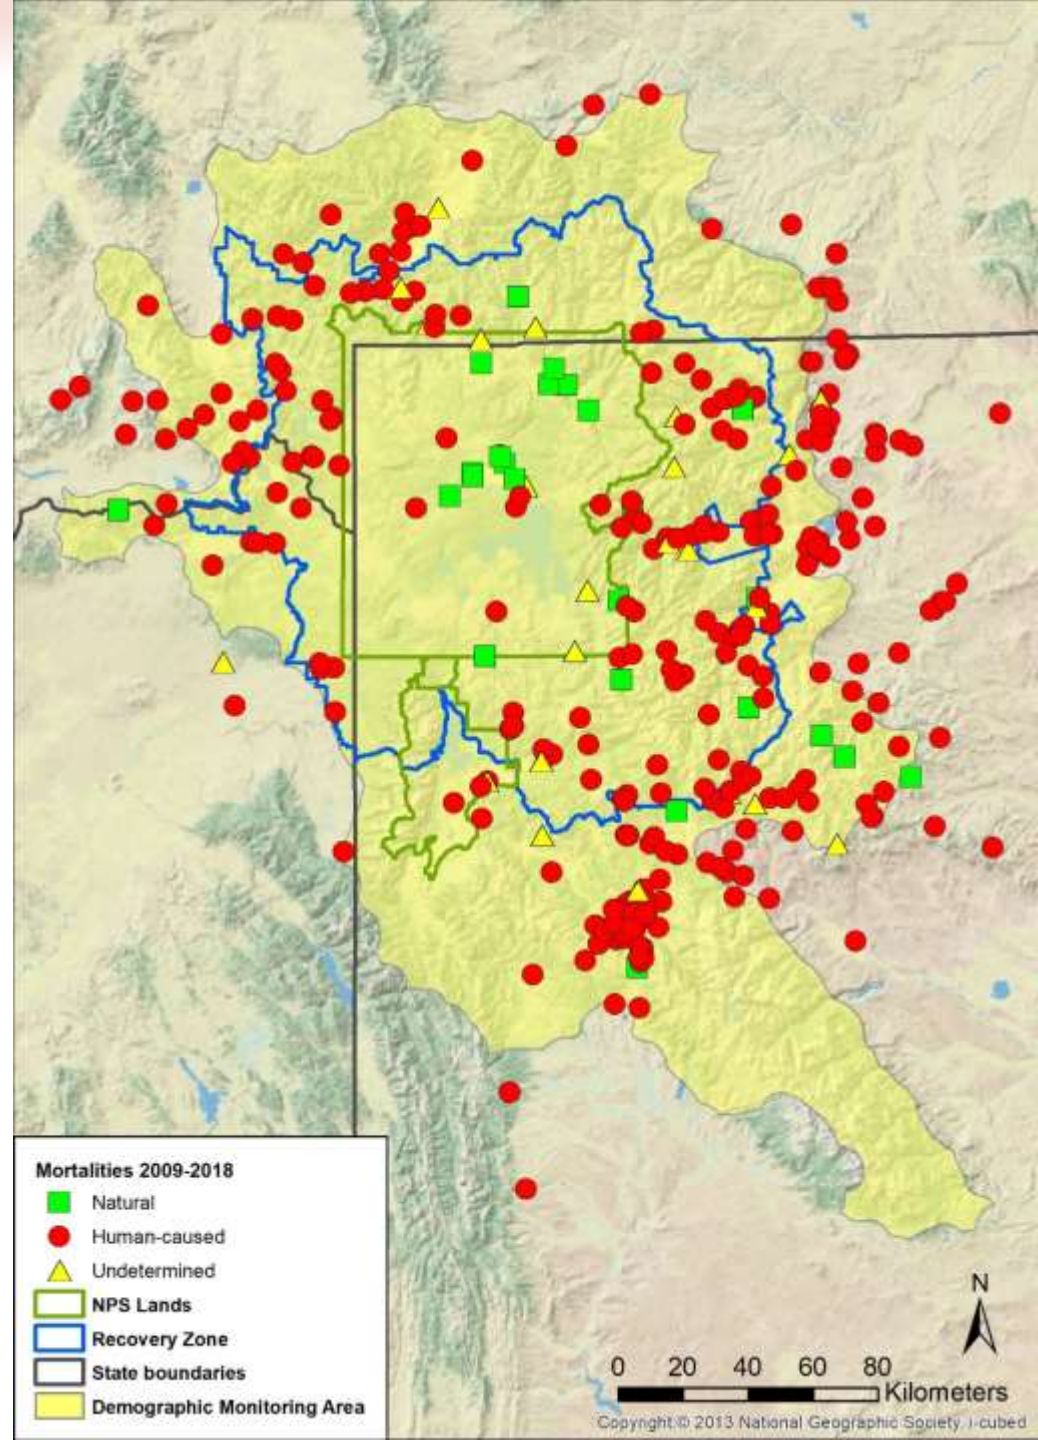 Mortalities 2009-2018
Natural
Human-caused
Undetermined
NPS Lands
Recovery Zone
State boundaries
Demographic Monitoring Area
N
0 20 40 60 80
Kilometers
Copyright:© 2013 National Geographic Society, i-cubed